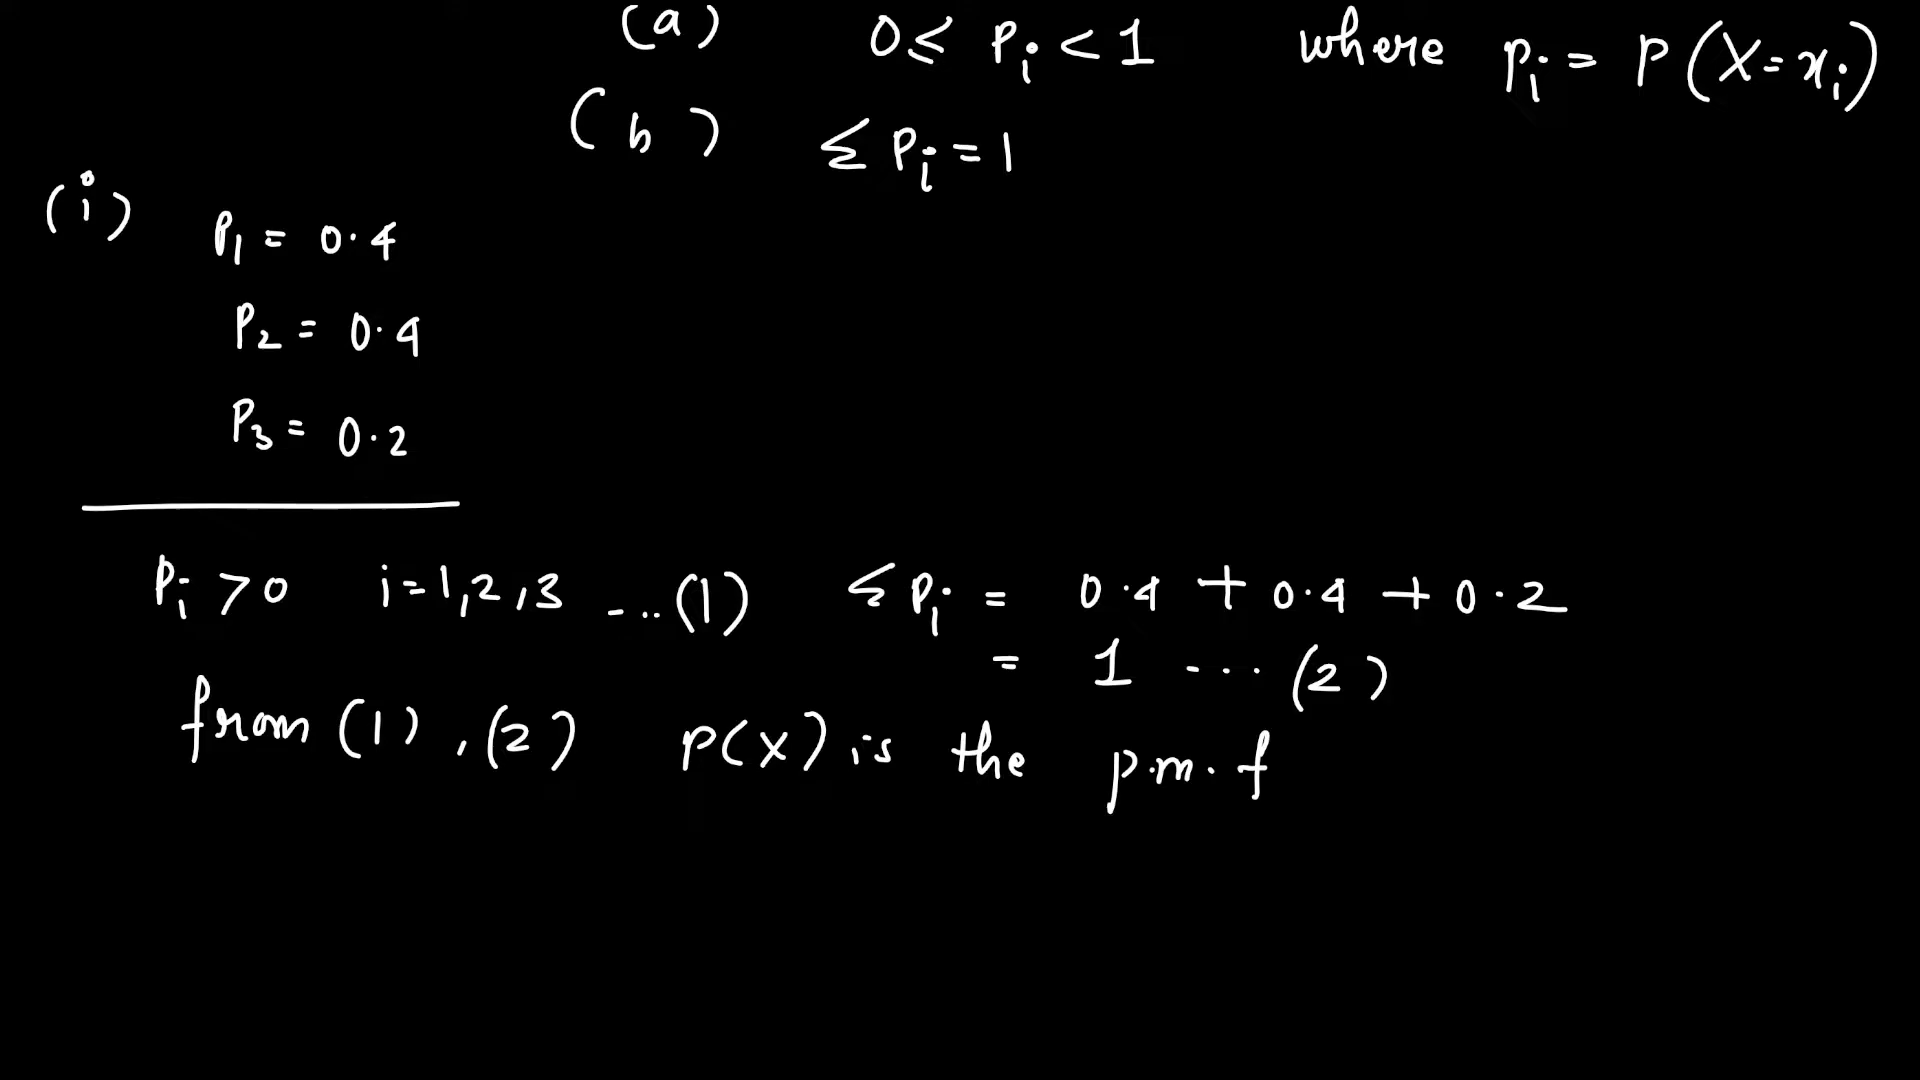 (a) 0 ≤ Pi < 1 where Pi = P(X=xi)
(b) Σ Pi = 1
(i) P1 = 0.4
P2 = 0.4
P3 = 0.2
Pi > 0 i=1,2,3 ...(1) Σ Pi = 0.4 + 0.4 + 0.2
= 1 ... (2)
from (1), (2) P(X) is the p.m.f